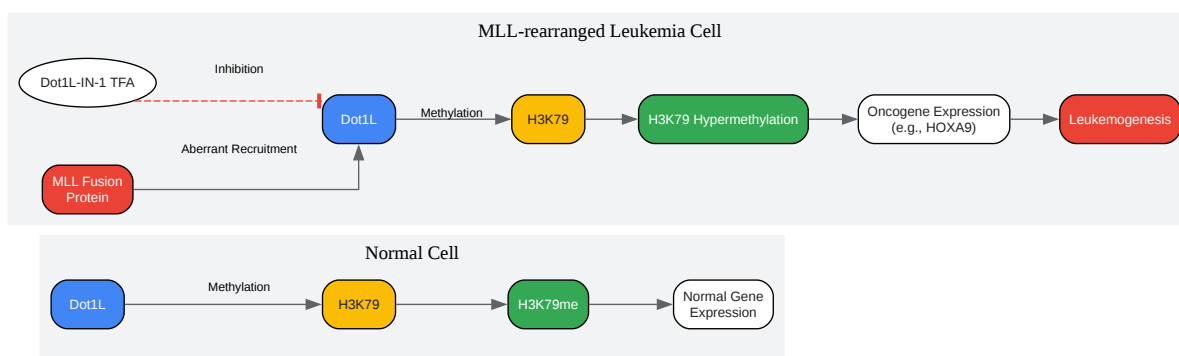 MLL-rearranged Leukemia Cell
Dot1L-IN-1 TFA
Inhibition
Dot1L
Methylation
H3K79
H3K79 Hypermethylation
Oncogene Expression
(e.g., HOXA9)
Leukemogenesis
Aberrant Recruitment
MLL Fusion
Protein
Normal Cell
Dot1L
Methylation
H3K79
H3K79me
Normal Gene
Expression